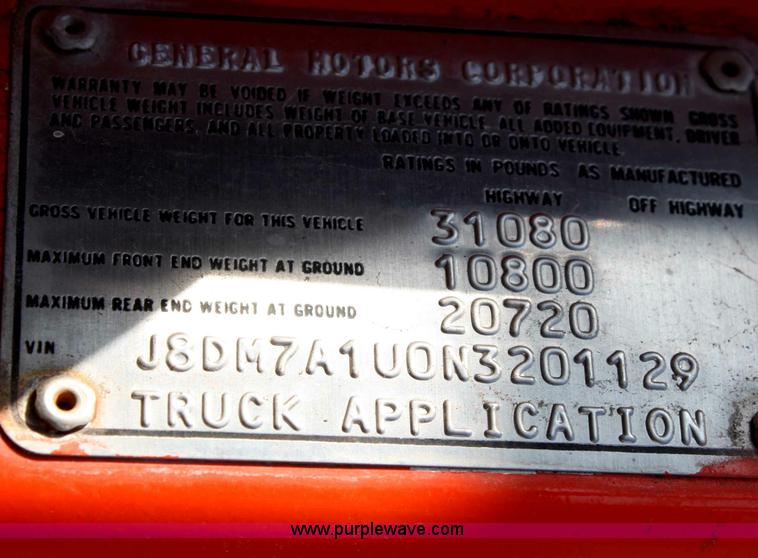 GENERAL MOTORS CORPORATION
WARRANTY MAY BE VOIDED IF WEIGHT EXCEEDS ANY OF RATINGS SHOWN GROSS
VEHICLE WEIGHT INCLUDES WEIGHT OF BASE VEHICLE, ALL ADDED EQUIPMENT, DRIVER
AND PASSENGERS, AND ALL PROPERTY LOADED INTO OR ONTO VEHICLE.
RATINGS IN POUNDS AS MANUFACTURED
HIGHWAY OFF HIGHWAY
GROSS VEHICLE WEIGHT FOR THIS VEHICLE 31080
MAXIMUM FRONT END WEIGHT AT GROUND 10800
MAXIMUM REAR END WEIGHT AT GROUND 20720
VIN J8DM7A1U0N3201129
TRUCK APPLICATION
www.purplewave.com